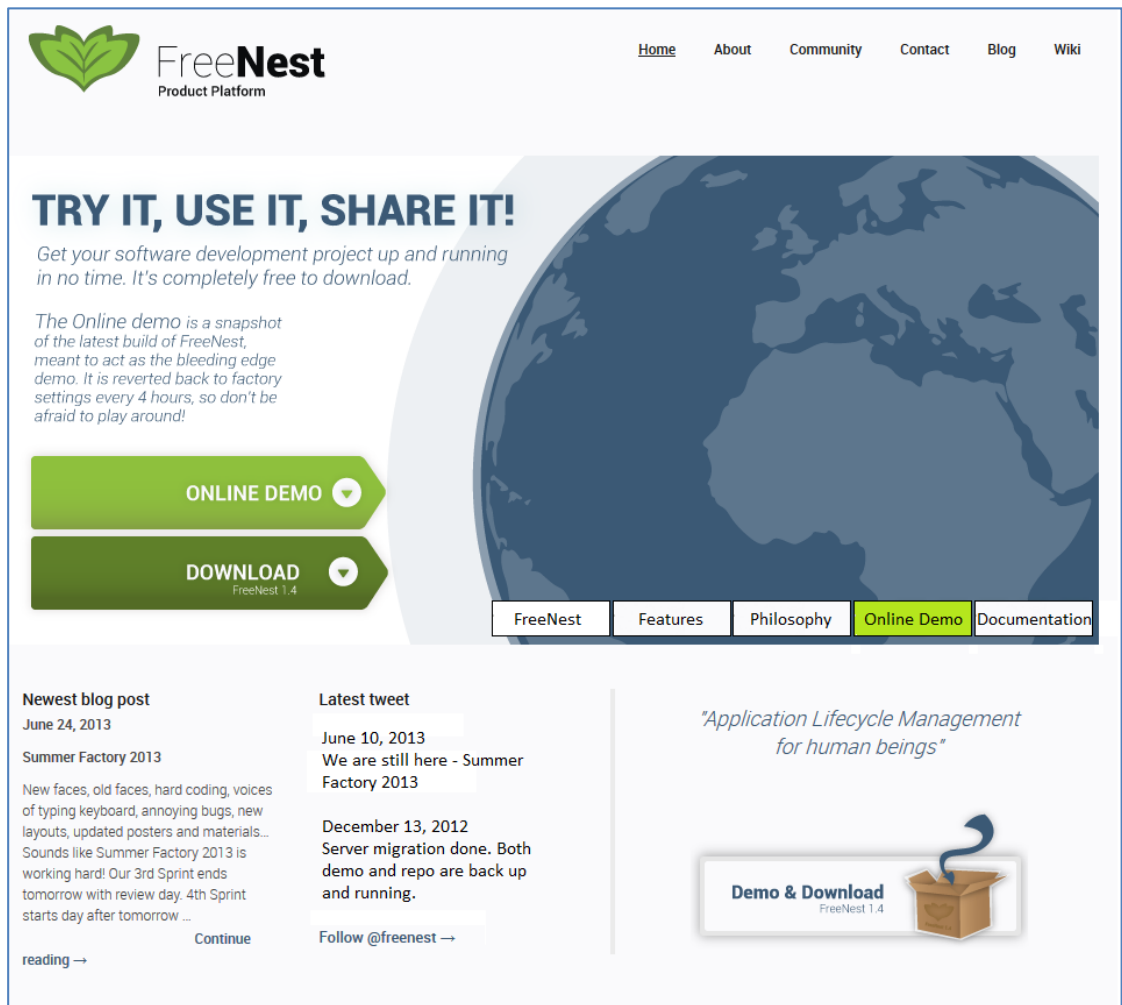 FreeNest
Product Platform
Home About Community Contact Blog Wiki
TRY IT, USE IT, SHARE IT!
Get your software development project up and running
in no time. It's completely free to download.
The Online demo is a snapshot
of the latest build of FreeNest,
meant to act as the bleeding edge
demo. It is reverted back to factory
settings every 4 hours, so don't be
afraid to play around!
ONLINE DEMO
DOWNLOAD
FreeNest 1.4
FreeNest Features Philosophy Online Demo Documentation
Newest blog post
June 24, 2013
Summer Factory 2013
New faces, old faces, hard coding, voices
of typing keyboard, annoying bugs, new
layouts, updated posters and materials...
Sounds like Summer Factory 2013 is
working hard! Our 3rd Sprint ends
tomorrow with review day. 4th Sprint
starts day after tomorrow ...
Continue
reading →
Latest tweet
June 10, 2013
We are still here - Summer
Factory 2013
December 13, 2012
Server migration done. Both
demo and repo are back up
and running.
Follow @freenest →
"Application Lifecycle Management
for human beings"
Demo & Download
FreeNest 1.4